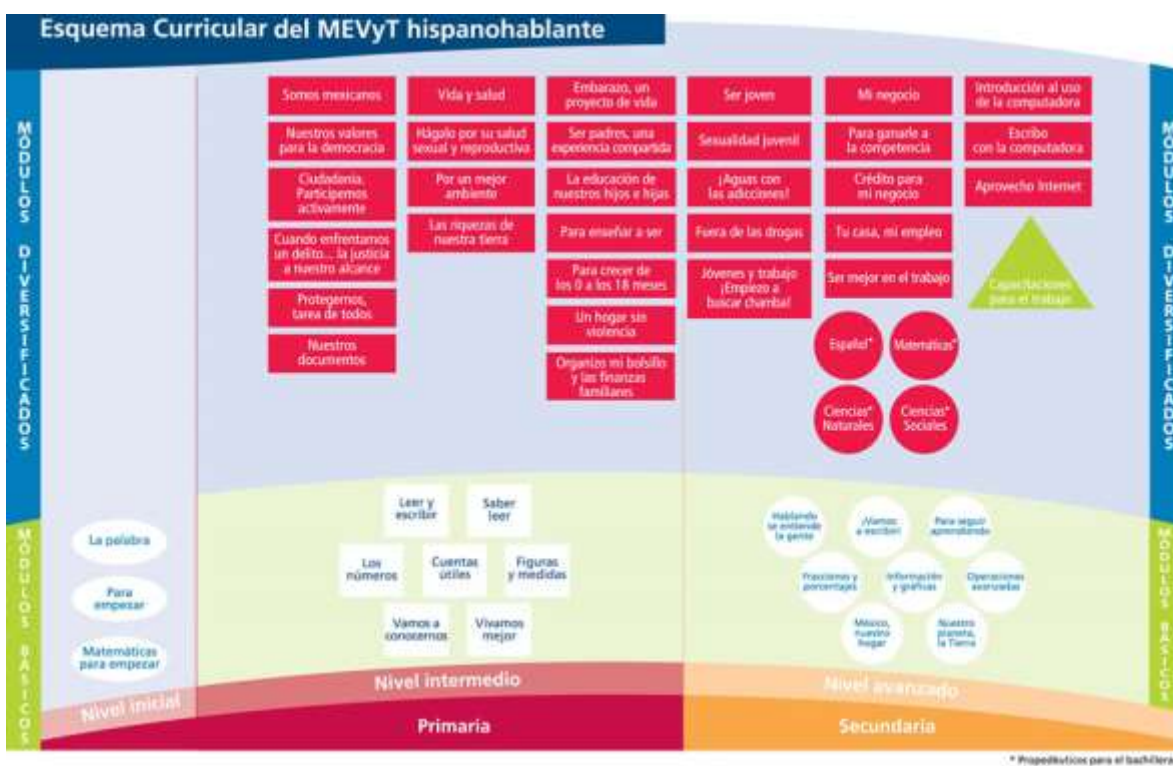 Esquema Curricular del MEVyT hispanohablante
MÓDULOS DIVERSIFICADOS
MÓDULOS BÁSICOS
Somos mexicanos
Nuestros valores
para la democracia
Ciudadanía.
Participemos
activamente
Cuando enfrentamos
un delito... la justicia
a nuestro alcance
Protegernos,
tarea de todos
Nuestros
documentos
Vida y salud
Hágalo por su salud
sexual y reproductiva
Por un mejor
ambiente
Las riquezas de
nuestra tierra
Embarazo, un
proyecto de vida
Ser padres, una
experiencia compartida
La educación de
nuestros hijos e hijas
Para enseñar a ser
Para crecer de
los 0 a los 18 meses
Un hogar sin
violencia
Organizo mi bolsillo
y las finanzas
familiares
Ser joven
Sexualidad juvenil
¡Aguas con
las adicciones!
Fuera de las drogas
Jóvenes y trabajo
¡Empiezo a
buscar chamba!
Mi negocio
Para ganarle a
la competencia
Crédito para
mi negocio
Tu casa, mi empleo
Ser mejor en el trabajo
Introducción al uso
de la computadora
Escribo
con la computadora
Aprovecho Internet
Capacitaciones
para el trabajo
Español*
Matemáticas*
Ciencias*
Naturales
Ciencias*
Sociales
La palabra
Para
empezar
Matemáticas
para empezar
Leer y
escribir
Saber
leer
Los
números
Cuentas
útiles
Figuras
y medidas
Vamos a
conocernos
Vivamos
mejor
Hablando
se entiende
la gente
¡Vamos
a escribir!
Para seguir
aprendiendo
Fracciones y
porcentajes
Información
y gráficas
Operaciones
avanzadas
México,
nuestro
hogar
Nuestro
planeta,
la Tierra
MÓDULOS DIVERSIFICADOS
MÓDULOS BÁSICOS
Nivel inicial
Nivel intermedio
Nivel avanzado
Primaria
Secundaria
* Propedéuticos para el bachiller